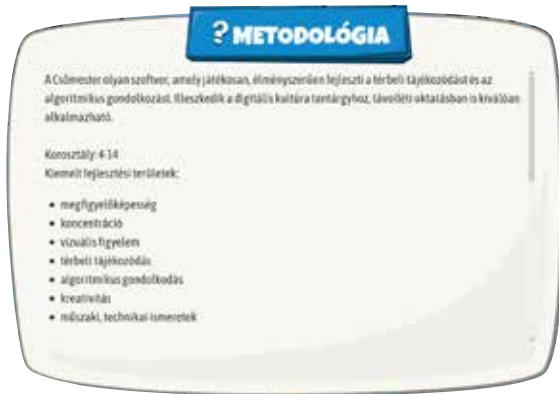 ? METODOLÓGIA
A Csőmester olyan szoftver, amely játékosan, élményszerűen fejleszti a térbeli tájékozódást és az
algoritmikus gondolkozást. Illeszkedik a digitális kultúra tantárgyhoz, távolléti oktatásban is kiválóan
alkalmazható.
Korosztály: 4-14
Kiemelt fejlesztési területek:
• megfigyelőképesség
• koncentráció
• vizuális figyelem
• térbeli tájékozódás
• algoritmikus gondolkodás
• kreativitás
• műszaki, technikai ismeretek